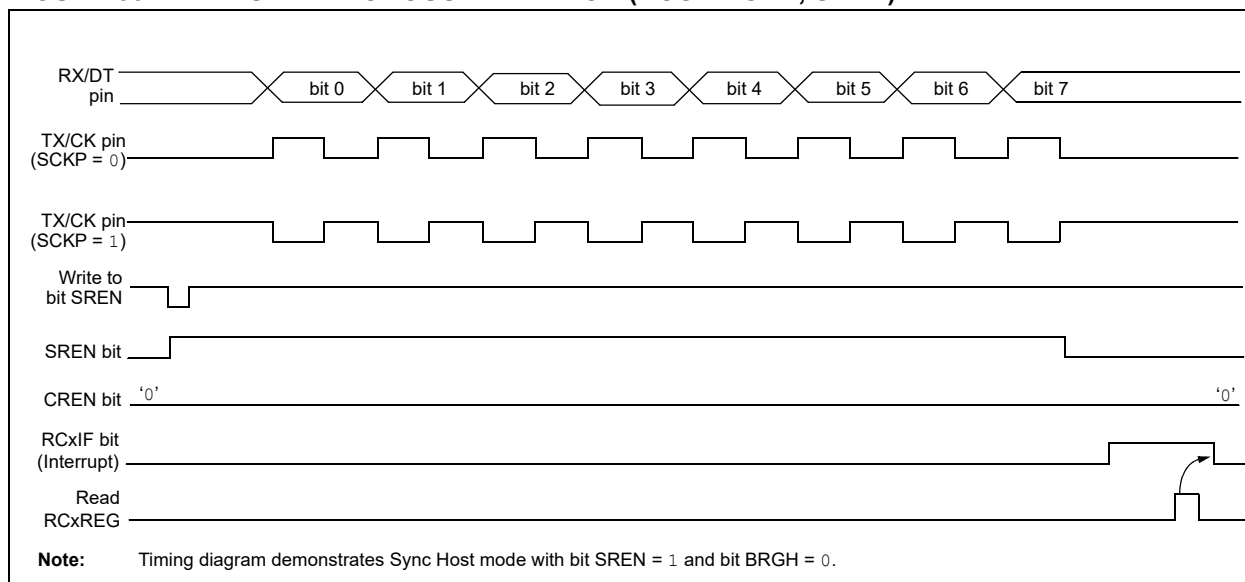 RX/DT
pin
bit 0 bit 1 bit 2 bit 3 bit 4 bit 5 bit 6 bit 7
TX/CK pin
(SCKP = 0)
TX/CK pin
(SCKP = 1)
Write to
bit SREN
SREN bit
CREN bit ‘0’ ‘0’
RCxIF bit
(Interrupt)
Read
RCxREG
Note: Timing diagram demonstrates Sync Host mode with bit SREN = 1 and bit BRGH = 0.